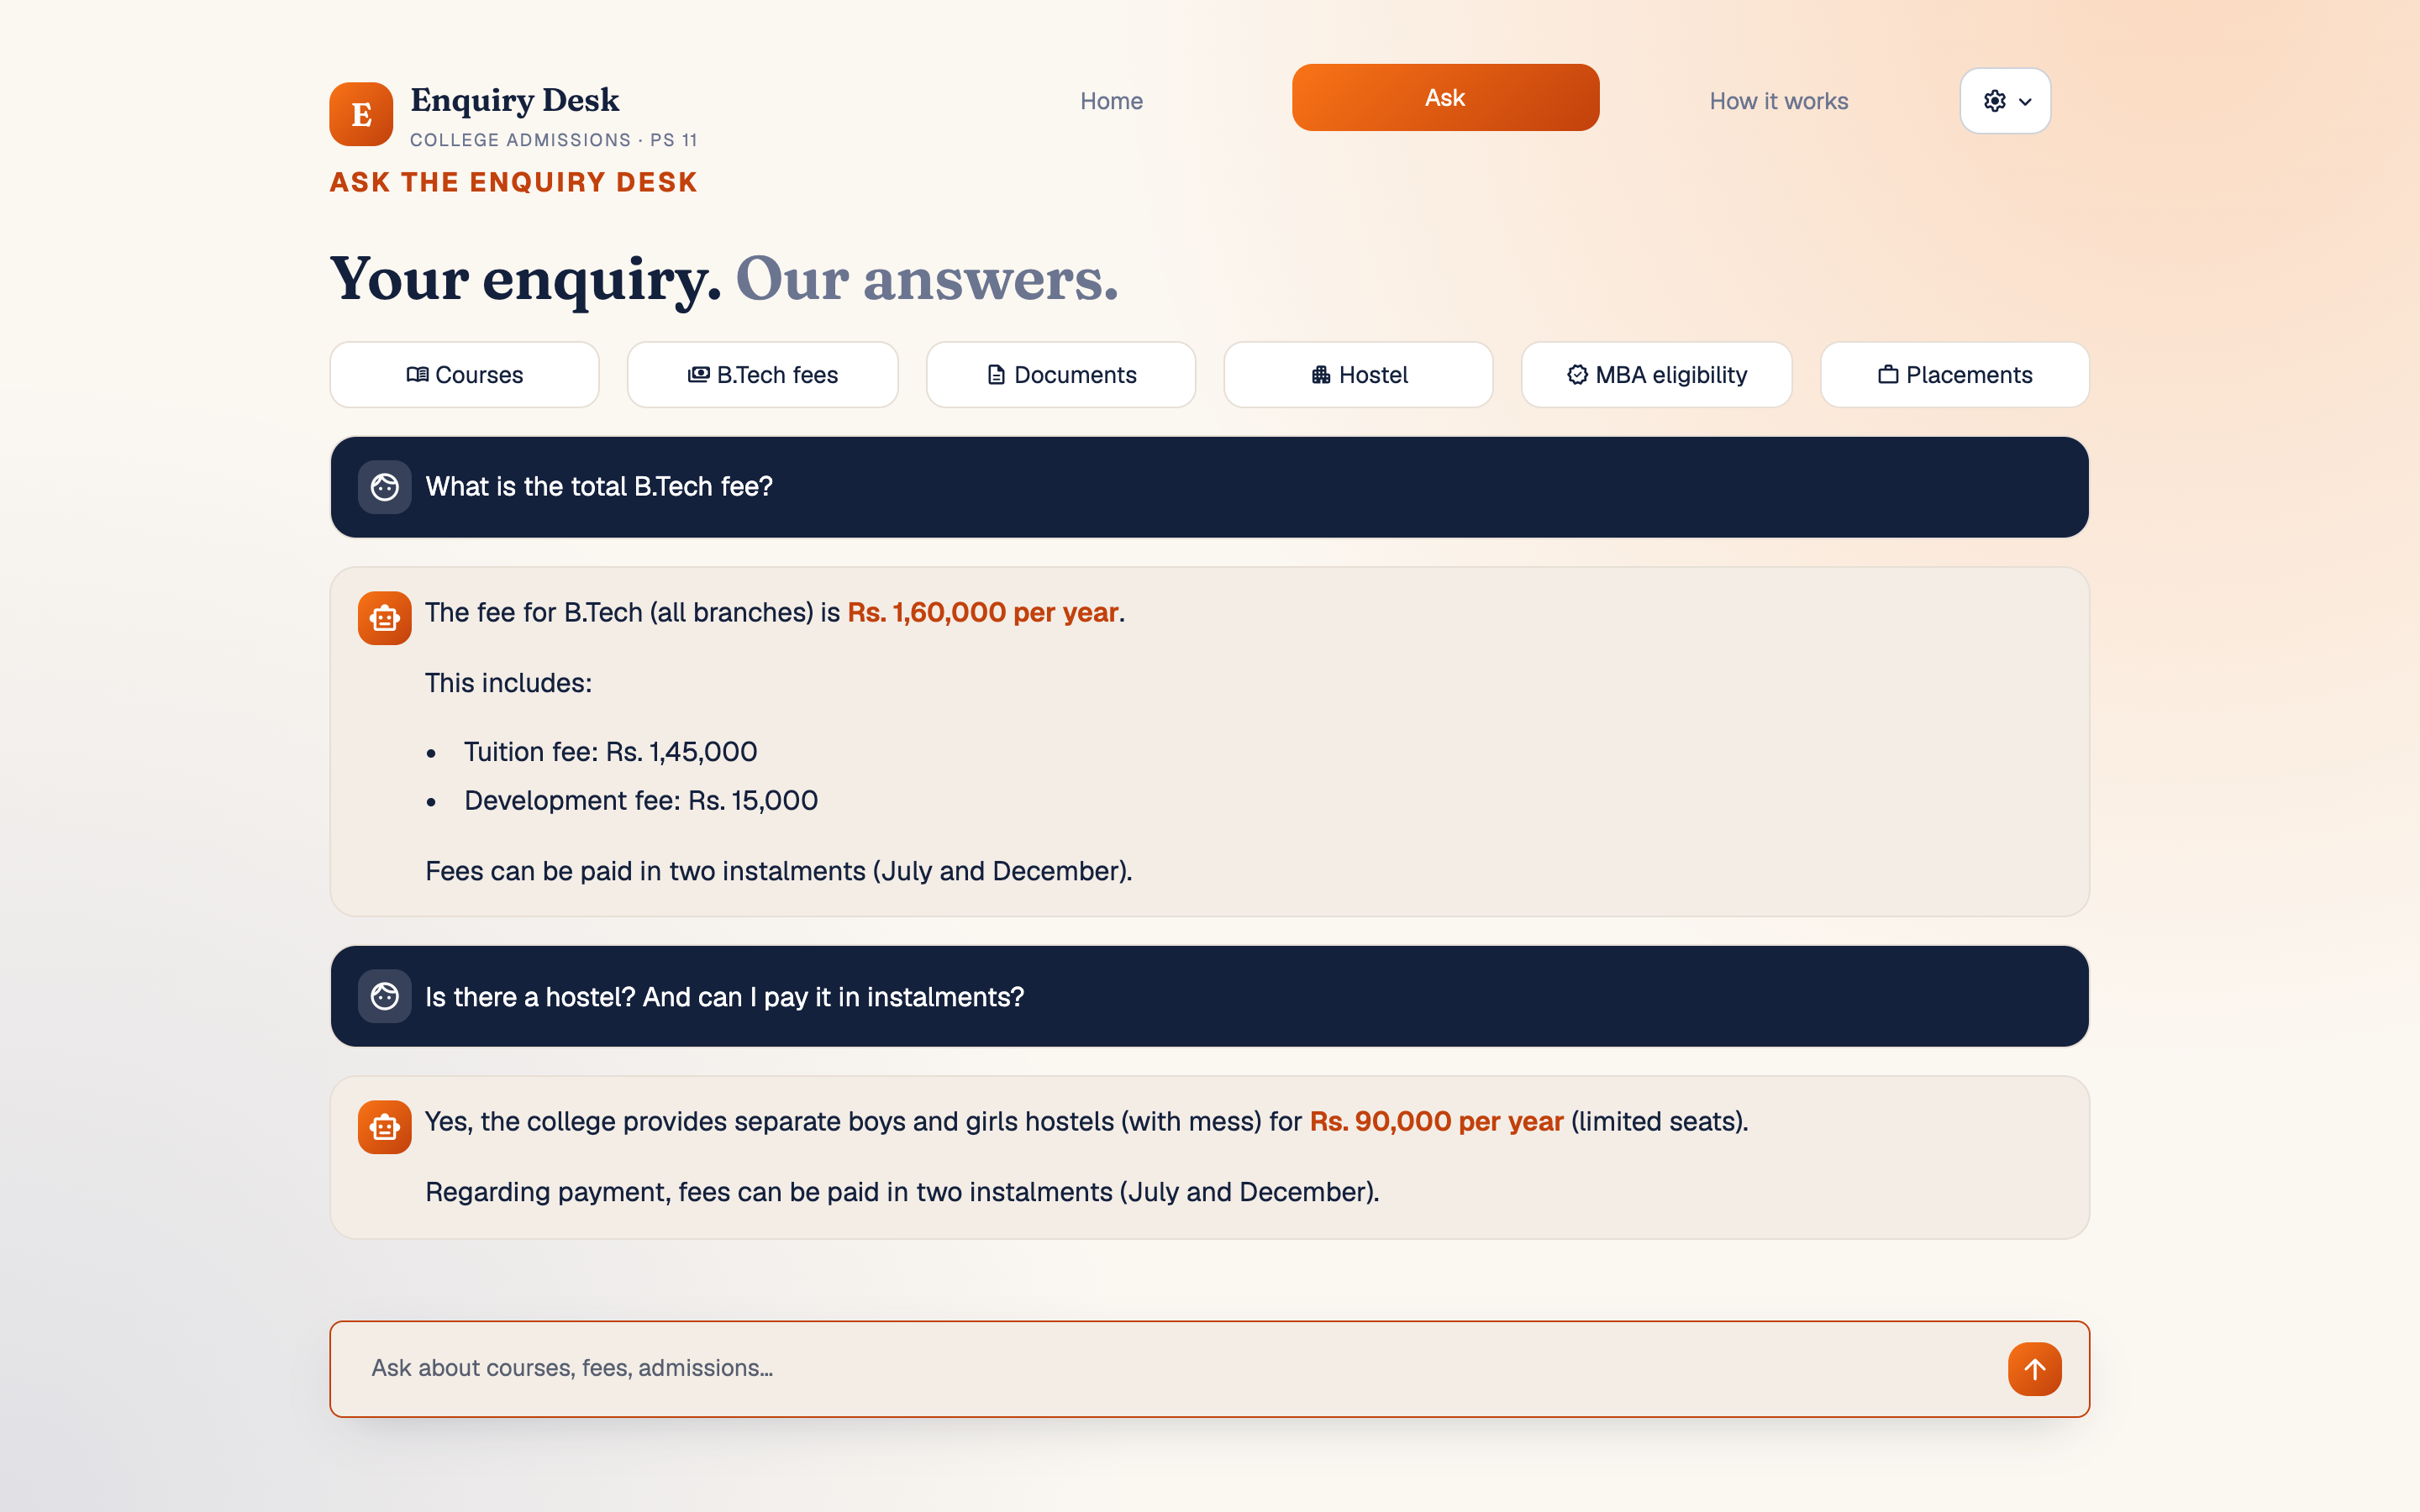 E
Enquiry Desk
COLLEGE ADMISSIONS · PS 11
Home
Ask
How it works
ASK THE ENQUIRY DESK
Your enquiry. Our answers.
Courses
B.Tech fees
Documents
Hostel
MBA eligibility
Placements
What is the total B.Tech fee?
The fee for B.Tech (all branches) is Rs. 1,60,000 per year.
This includes:
• Tuition fee: Rs. 1,45,000
• Development fee: Rs. 15,000
Fees can be paid in two instalments (July and December).
Is there a hostel? And can I pay it in instalments?
Yes, the college provides separate boys and girls hostels (with mess) for Rs. 90,000 per year (limited seats).
Regarding payment, fees can be paid in two instalments (July and December).
Ask about courses, fees, admissions...